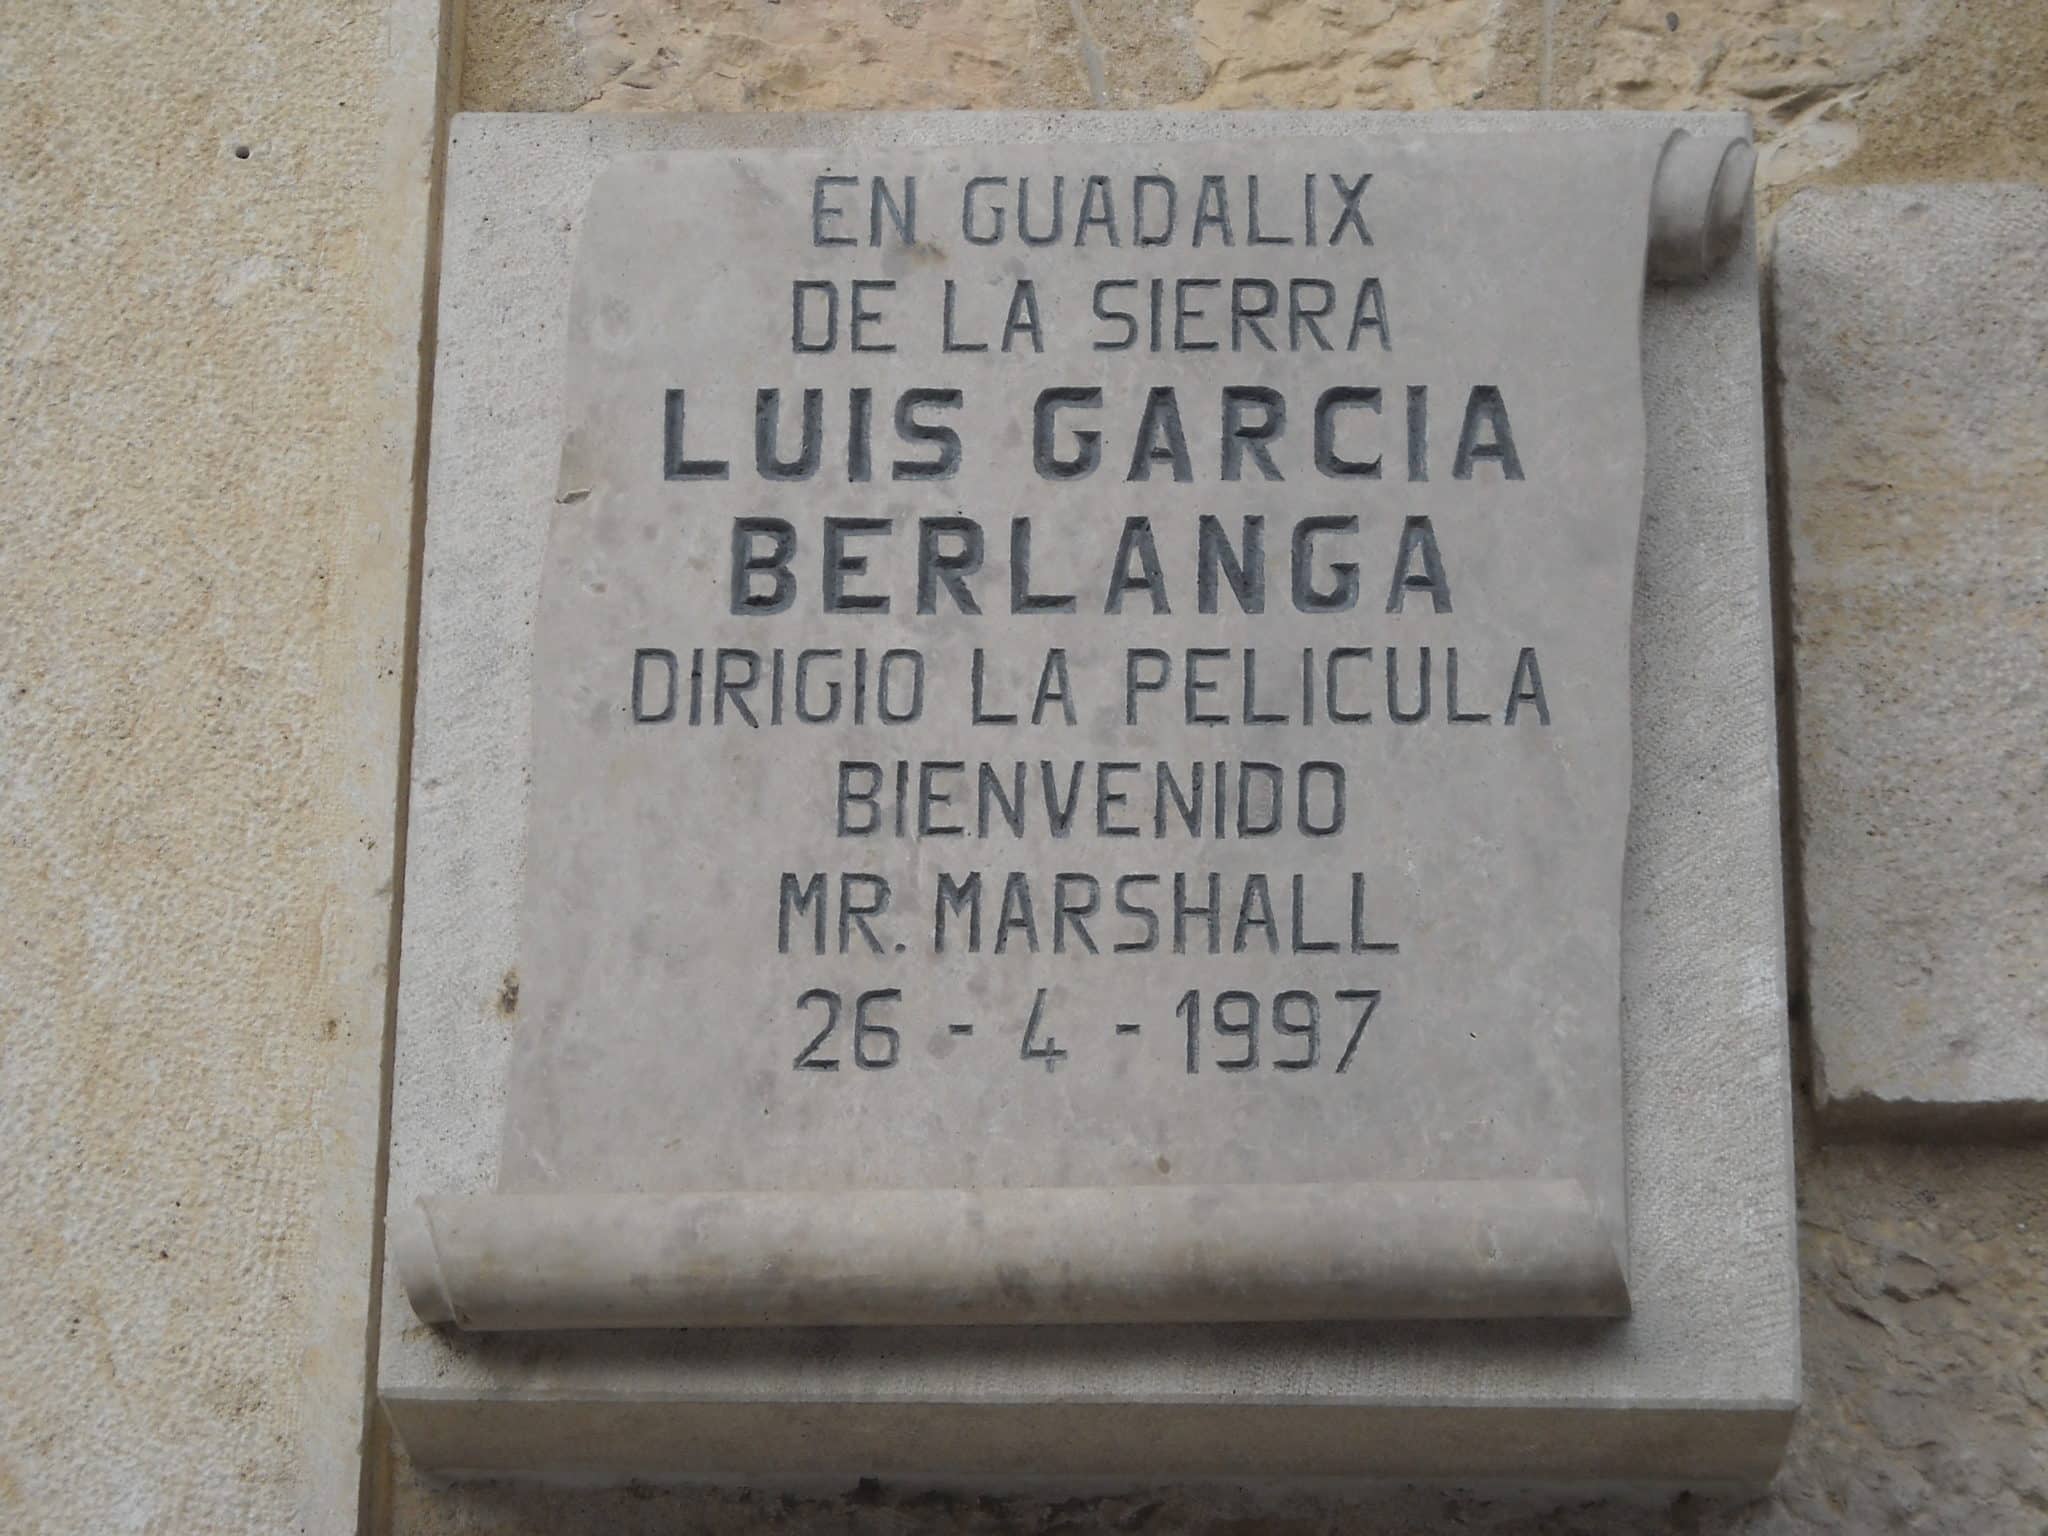 EN GUADALIX
DE LA SIERRA
LUIS GARCIA
BERLANGA
DIRIGIO LA PELICULA
BIENVENIDO
MR. MARSHALL
26 - 4 - 1997